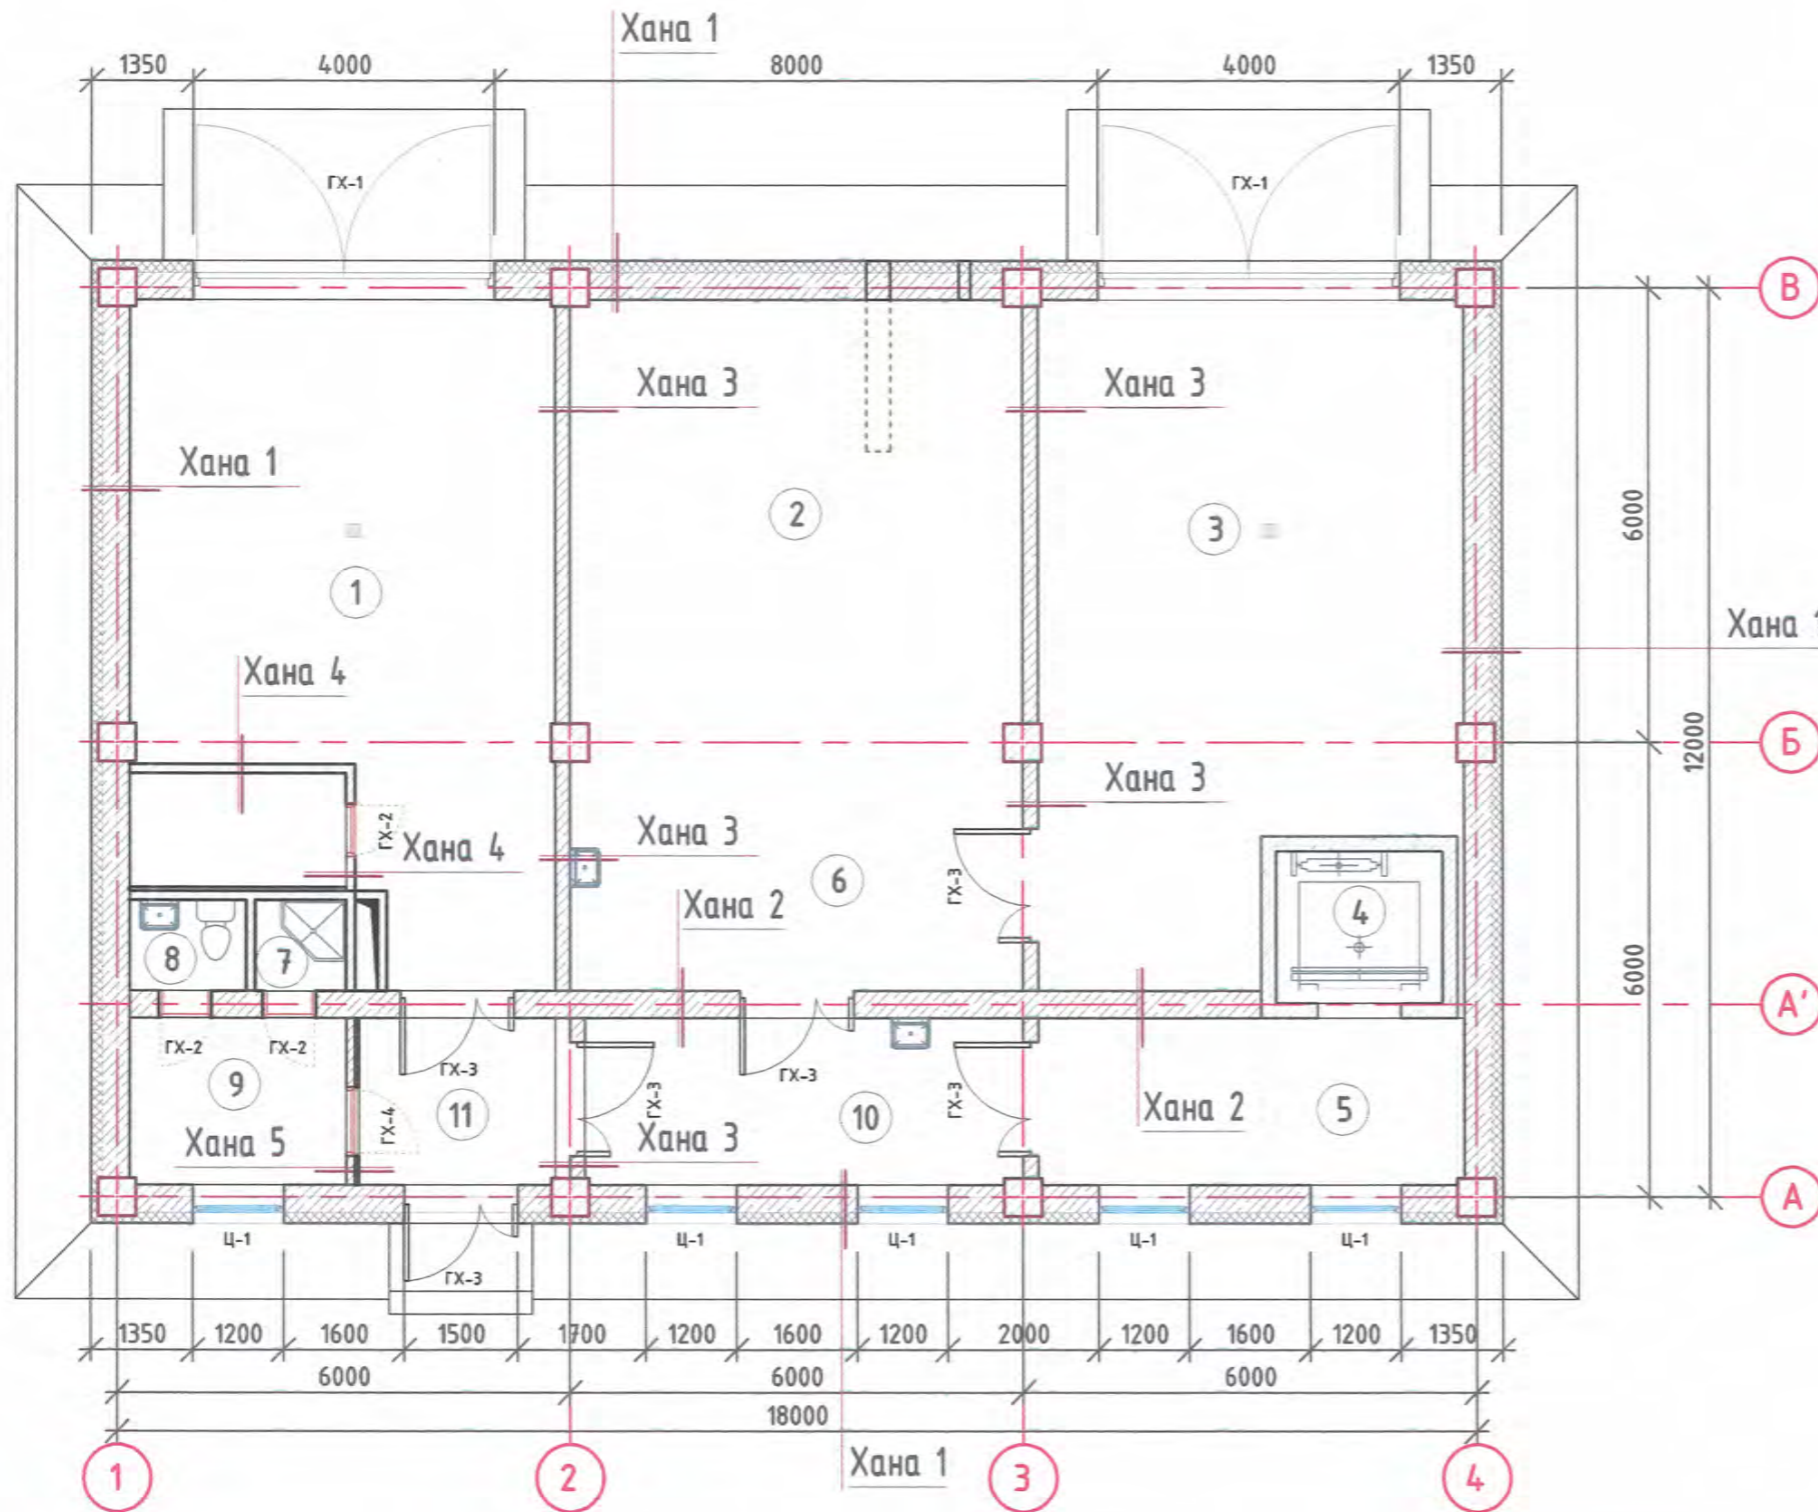 Хана 1
1350 4000 8000 4000 1350
ГХ-1 ГХ-1
В
Хана 3 Хана 3
Хана 1
2 3
6000
1
Хана 1
Хана 4
Б
12000
Хана 3
ГХ-2
Хана 4 Хана 3
6
ГХ-3
Хана 2
4
8 7
6000
А'
ГХ-2 ГХ-2
ГХ-3 ГХ-3
9
ГХ-3 ГХ-3
11 10 Хана 2 5
ГХ-4
Хана 5 Хана 3
А
Ц-1 Ц-1 Ц-1 Ц-1 Ц-1
ГХ-3
1350 1200 1600 1500 1700 1200 1600 1200 2000 1200 1600 1200 1350
6000 6000 6000
18000
Хана 1
1 2 3 4